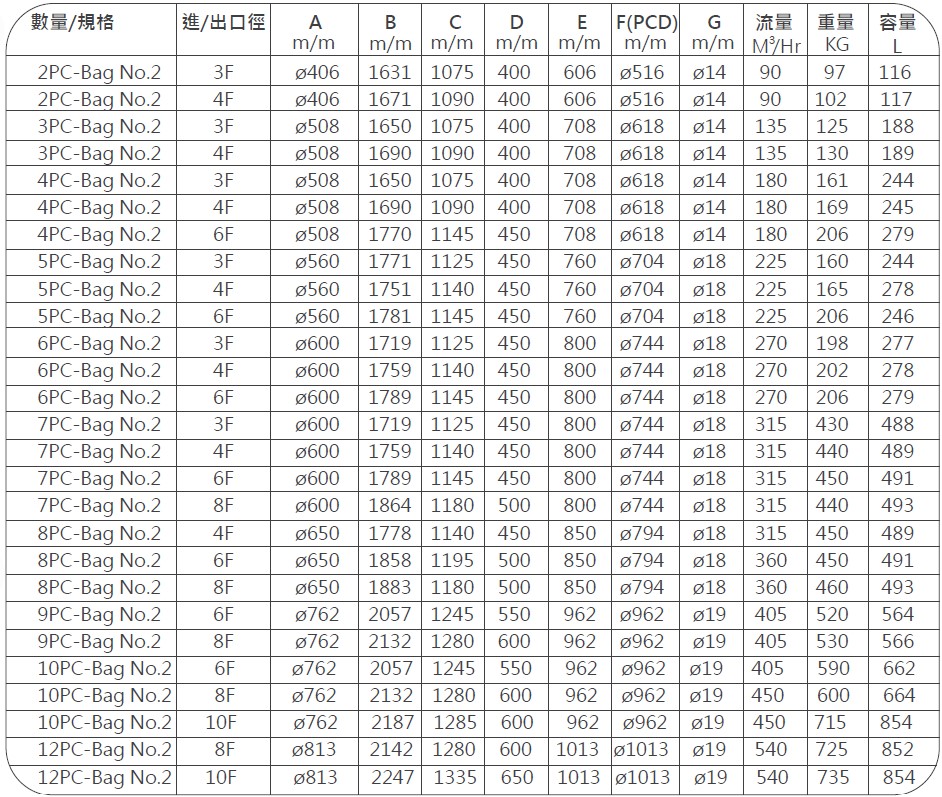 數量/規格 進/出口徑 A B C D E F(PCD) G 流量 重量 容量
m/m m/m m/m m/m m/m m/m m/m M³/Hr KG L
2PC-Bag No.2 3F ø406 1631 1075 400 606 ø516 ø14 90 97 116
2PC-Bag No.2 4F ø406 1671 1090 400 606 ø516 ø14 90 102 117
3PC-Bag No.2 3F ø508 1650 1075 400 708 ø618 ø14 135 125 188
3PC-Bag No.2 4F ø508 1690 1090 400 708 ø618 ø14 135 130 189
4PC-Bag No.2 3F ø508 1650 1075 400 708 ø618 ø14 180 161 244
4PC-Bag No.2 4F ø508 1690 1090 400 708 ø618 ø14 180 169 245
4PC-Bag No.2 6F ø508 1770 1145 450 708 ø618 ø14 180 206 279
5PC-Bag No.2 3F ø560 1771 1125 450 760 ø704 ø18 225 160 244
5PC-Bag No.2 4F ø560 1751 1140 450 760 ø704 ø18 225 165 278
5PC-Bag No.2 6F ø560 1781 1145 450 760 ø704 ø18 225 206 246
6PC-Bag No.2 3F ø600 1719 1125 450 800 ø744 ø18 270 198 277
6PC-Bag No.2 4F ø600 1759 1140 450 800 ø744 ø18 270 202 278
6PC-Bag No.2 6F ø600 1789 1145 450 800 ø744 ø18 270 206 279
7PC-Bag No.2 3F ø600 1719 1125 450 800 ø744 ø18 315 430 488
7PC-Bag No.2 4F ø600 1759 1140 450 800 ø744 ø18 315 440 489
7PC-Bag No.2 6F ø600 1789 1145 450 800 ø744 ø18 315 450 491
7PC-Bag No.2 8F ø600 1864 1180 500 800 ø744 ø18 315 440 493
8PC-Bag No.2 4F ø650 1778 1140 450 850 ø794 ø18 315 450 489
8PC-Bag No.2 6F ø650 1858 1195 500 850 ø794 ø18 360 450 491
8PC-Bag No.2 8F ø650 1883 1180 500 850 ø794 ø18 360 460 493
9PC-Bag No.2 6F ø762 2057 1245 550 962 ø962 ø19 405 520 564
9PC-Bag No.2 8F ø762 2132 1280 600 962 ø962 ø19 405 530 566
10PC-Bag No.2 6F ø762 2057 1245 550 962 ø962 ø19 405 590 662
10PC-Bag No.2 8F ø762 2132 1280 600 962 ø962 ø19 450 600 664
10PC-Bag No.2 10F ø762 2187 1285 600 962 ø962 ø19 450 715 854
12PC-Bag No.2 8F ø813 2142 1280 600 1013 ø1013 ø19 540 725 852
12PC-Bag No.2 10F ø813 2247 1335 650 1013 ø1013 ø19 540 735 854